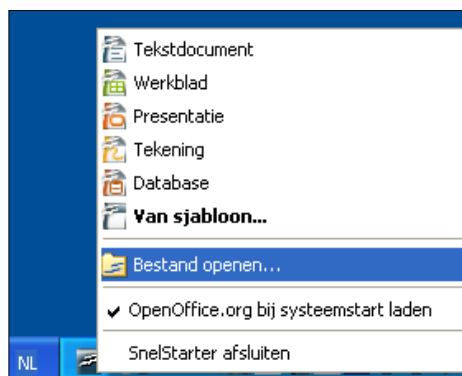 Tekstdocument
Werkblad
Presentatie
Tekening
Database
Van sjabloon...
Bestand openen...
OpenOffice.org bij systeemstart laden
SnelStarter afsluiten
NL